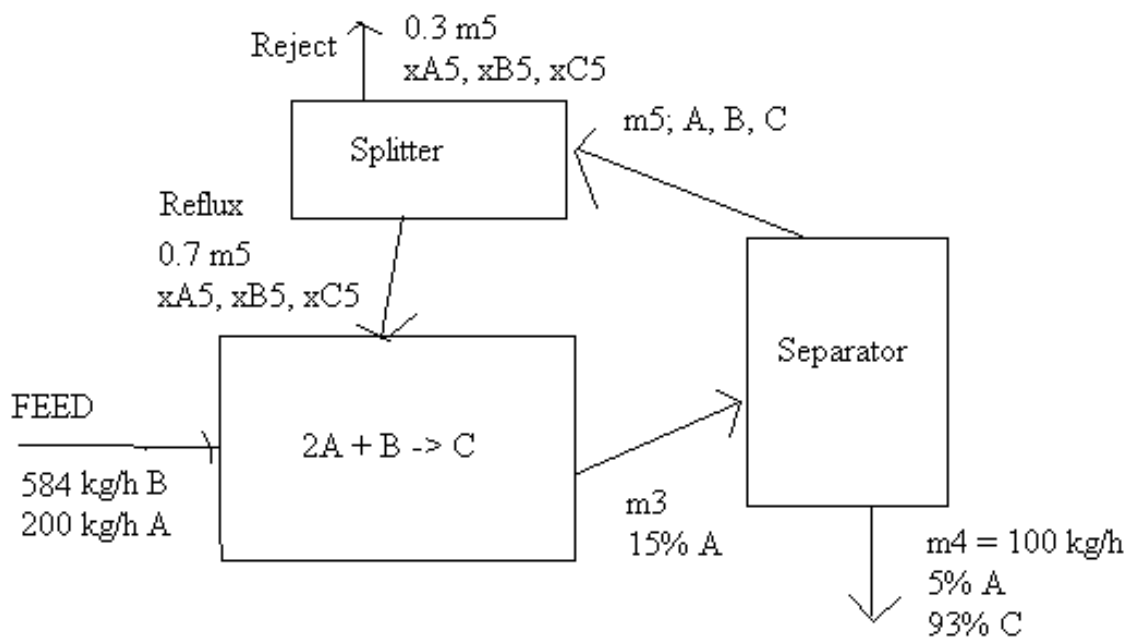 Reject
0.3 m5
xA5, xB5, xC5
Splitter
m5; A, B, C
Reflux
0.7 m5
xA5, xB5, xC5
Separator
FEED
584 kg/h B
200 kg/h A
2A + B -> C
m3
15% A
m4 = 100 kg/h
5% A
93% C